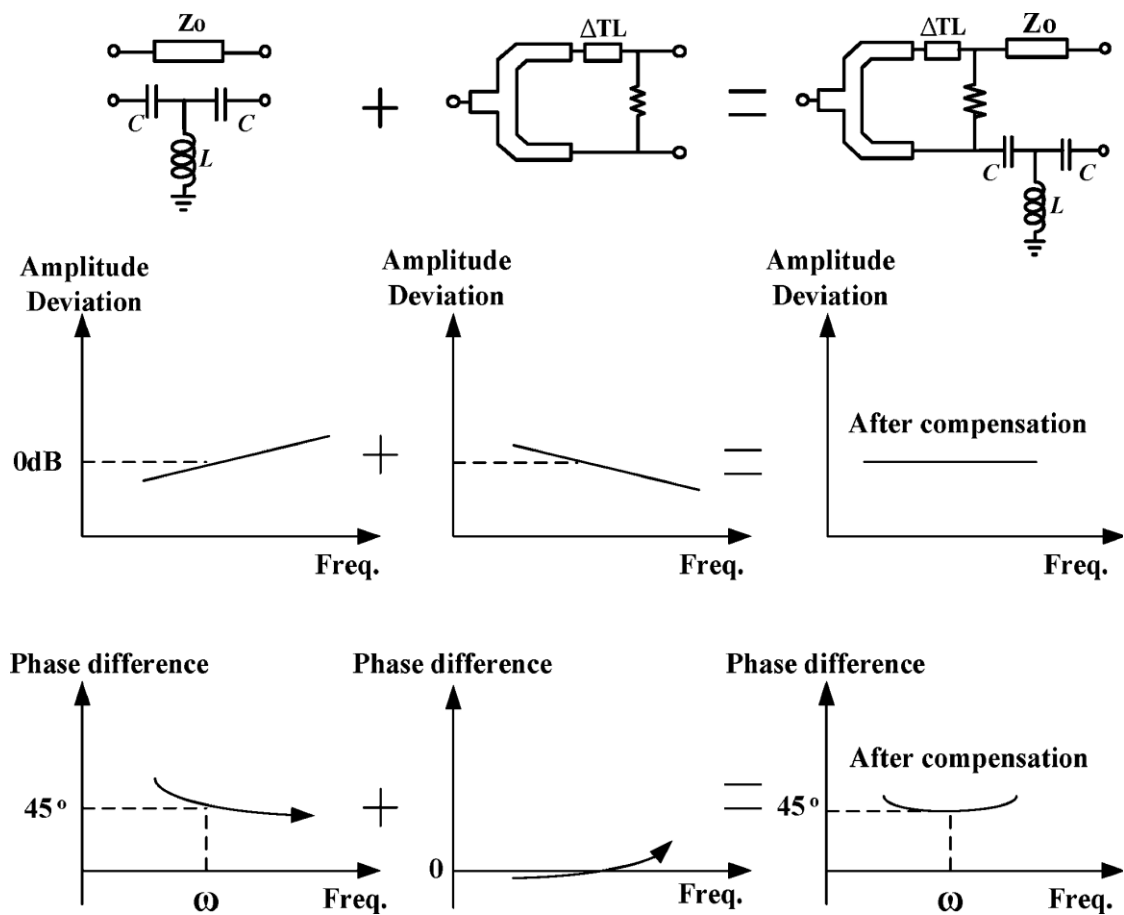 Zo
C
C
L
ΔTL
ΔTL
Zo
C
C
L
Amplitude
Deviation
0dB
Freq.
Amplitude
Deviation
Freq.
Amplitude
Deviation
After compensation
Freq.
Phase difference
45°
ω
Freq.
Phase difference
0
Freq.
Phase difference
After compensation
45°
ω
Freq.